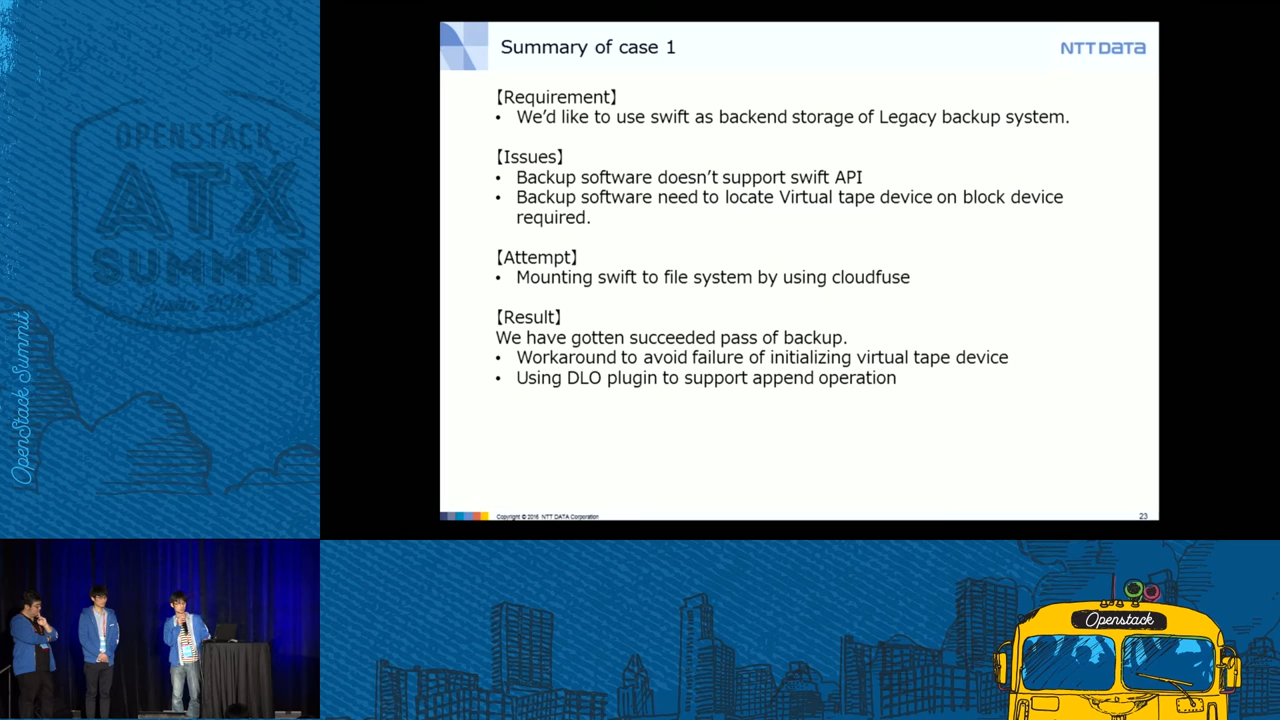 OPENSTACK
ATX
SUMMIT
Austin 2016
OpenStack Summit
Summary of case 1
NTT DATA
【Requirement】
• We'd like to use swift as backend storage of Legacy backup system.
【Issues】
• Backup software doesn't support swift API
• Backup software need to locate Virtual tape device on block device
required.
【Attempt】
• Mounting swift to file system by using cloudfuse
【Result】
We have gotten succeeded pass of backup.
• Workaround to avoid failure of initializing virtual tape device
• Using DLO plugin to support append operation
Copyright © 2016 NTT DATA Corporation
23
Openstack